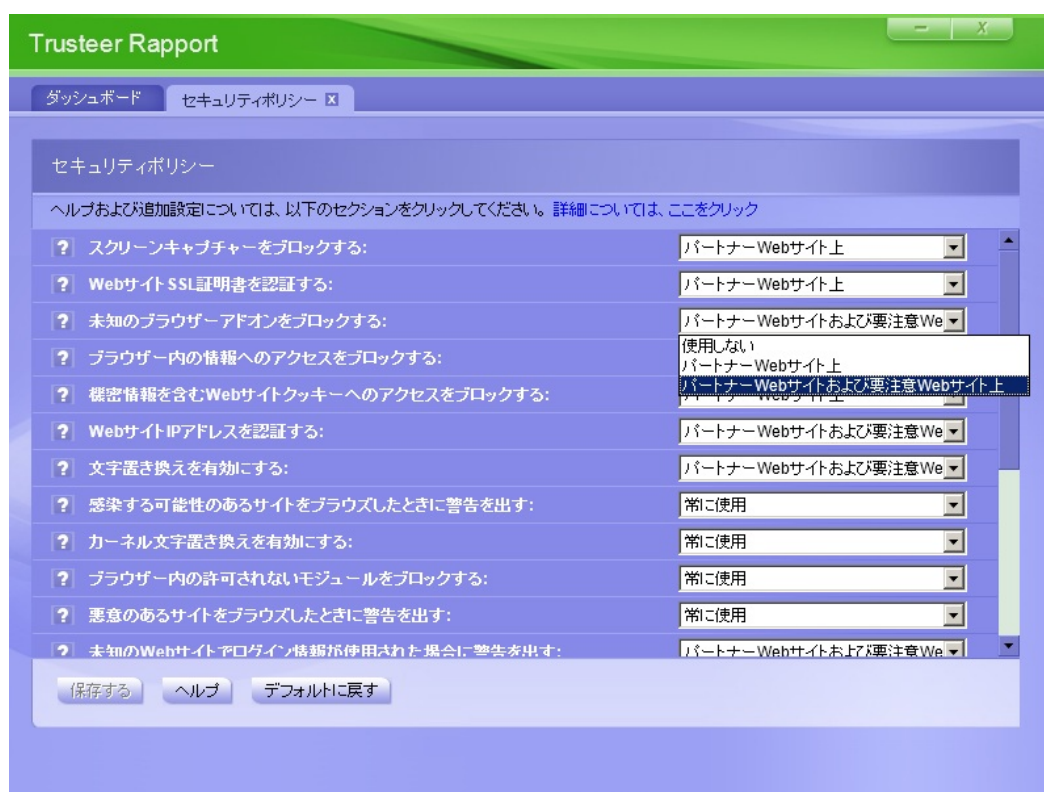 Trusteer Rapport
ダッシュボード セキュリティポリシー
セキュリティポリシー
ヘルプおよび追加設定については、以下のセクションをクリックしてください。詳細については、ここをクリック
? スクリーンキャプチャーをブロックする: パートナーWebサイト上
? WebサイトSSL証明書を認証する: パートナーWebサイト上
? 未知のブラウザーアドオンをブロックする: パートナーWebサイトおよび要注意We
使用しない
? ブラウザー内の情報へのアクセスをブロックする: パートナーWebサイト上
パートナーWebサイトおよび要注意Webサイト上
? 機密情報を含むWebサイトクッキーへのアクセスをブロックする: パートナーWebサイト上
? WebサイトIPアドレスを認証する: パートナーWebサイトおよび要注意We
? 文字置き換えを有効にする: パートナーWebサイトおよび要注意We
? 感染する可能性のあるサイトをブラウズしたときに警告を出す: 常に使用
? カーネル文字置き換えを有効にする: 常に使用
? ブラウザー内の許可されないモジュールをブロックする: 常に使用
? 悪意のあるサイトをブラウズしたときに警告を出す: 常に使用
? 未知のWebサイトでログイン情報が使用された場合に警告を出す: パートナーWebサイトおよび要注意We
保存する ヘルプ デフォルトに戻す